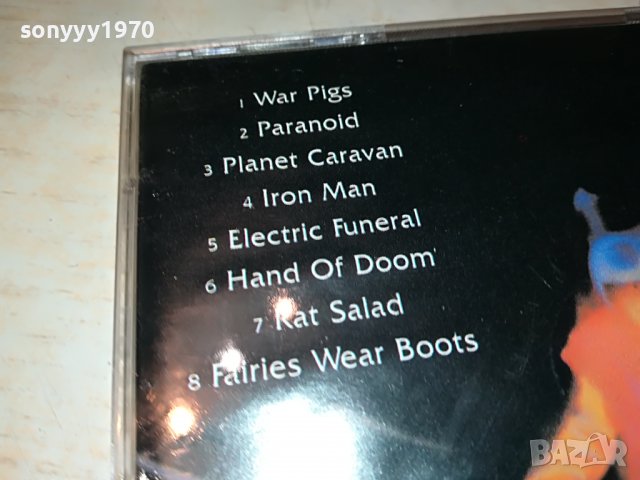 sonyyy1970
1 War Pigs
2 Paranoid
3 Planet Caravan
4 Iron Man
5 Electric Funeral
6 Hand Of Doom
7 Rat Salad
8 Fairies Wear Boots
BAZAR